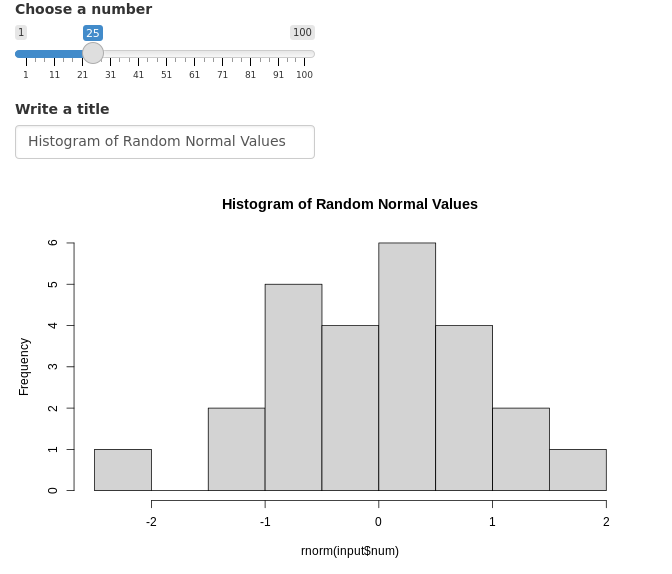 Choose a number
1 25 100
1 11 21 31 41 51 61 71 81 91 100
Write a title
Histogram of Random Normal Values
Histogram of Random Normal Values
Frequency
6
5
4
3
2
1
0
-2 -1 0 1 2
rnorm(input$num)